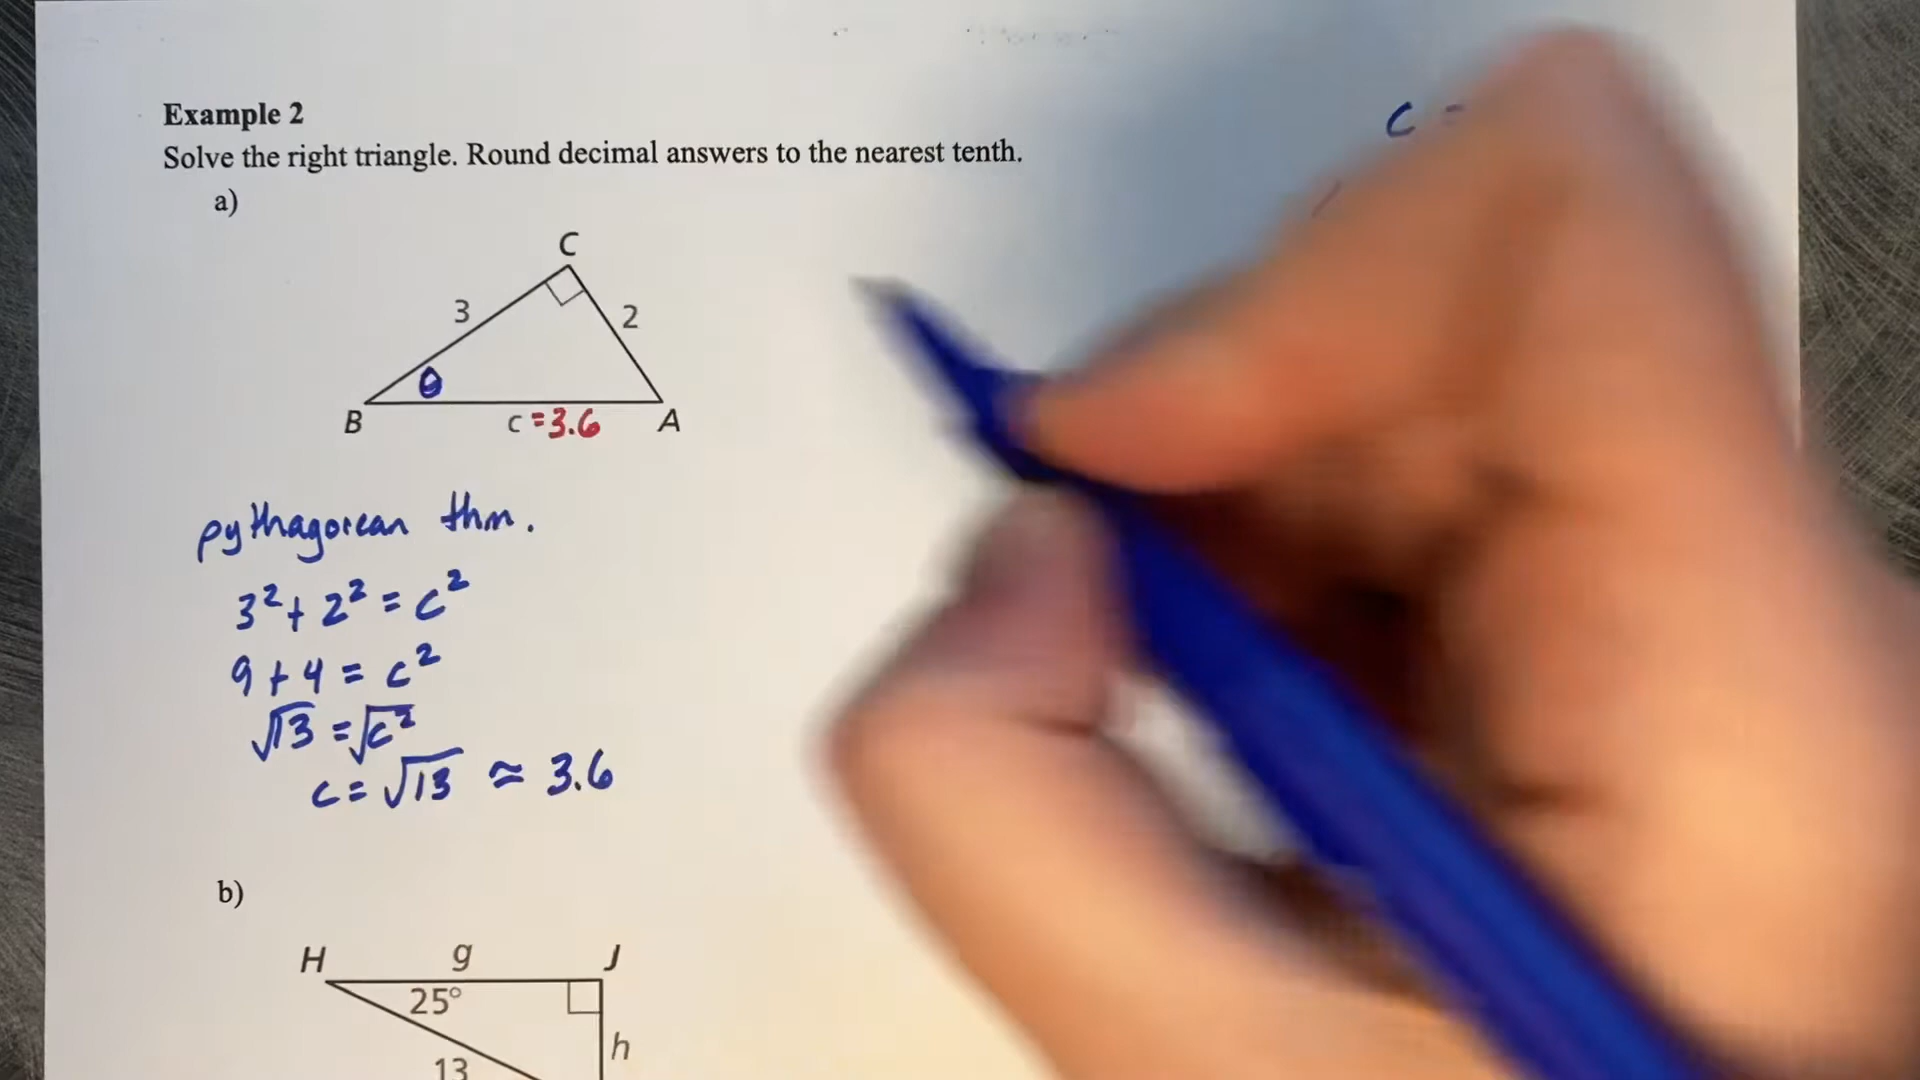 Example 2
Solve the right triangle. Round decimal answers to the nearest tenth.
a)
C
3
2
θ
B
c = 3.6
A
pythagorean thm.
3² + 2² = c²
9 + 4 = c²
√13 = √c²
c = √13 ≈ 3.6
c =
b)
H
g
J
25°
h
13